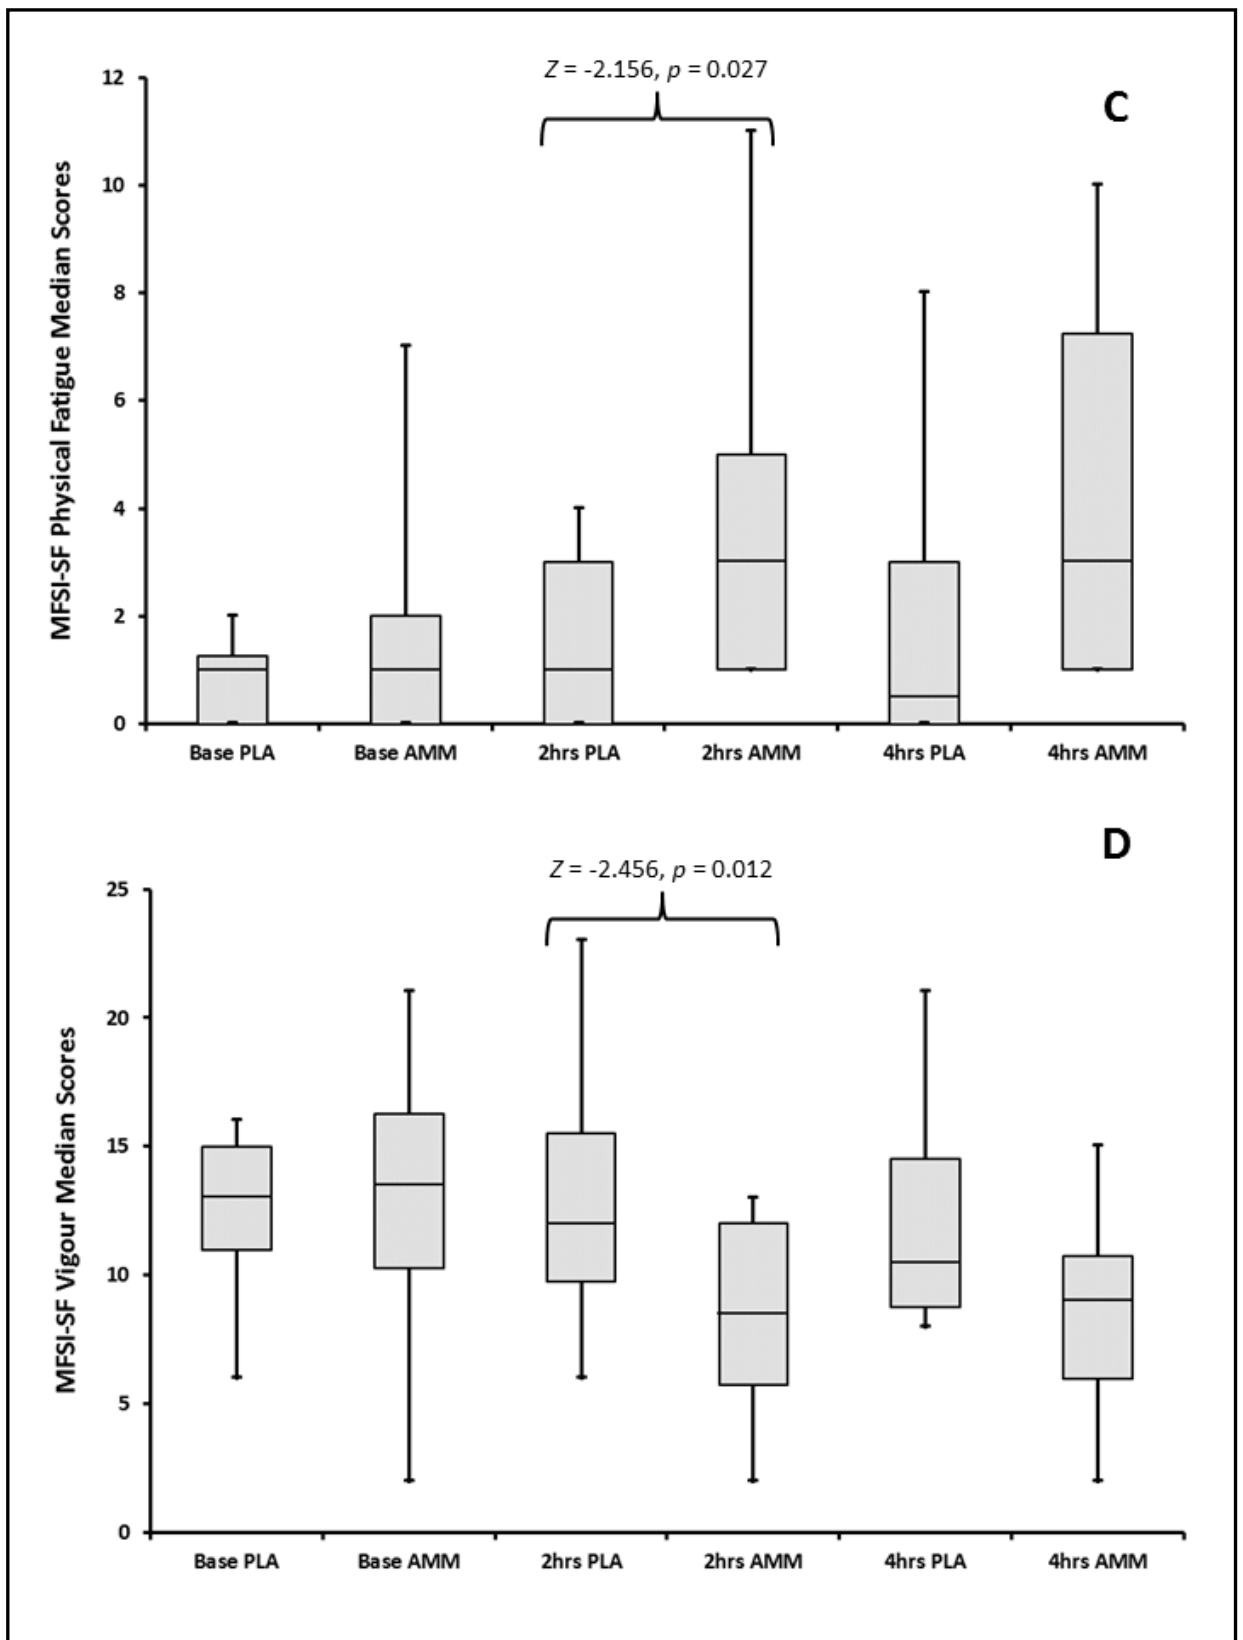 Z = -2.156, p = 0.027
C
MFSI-SF Physical Fatigue Median Scores
12
10
8
6
4
2
0
Base PLA Base AMM 2hrs PLA 2hrs AMM 4hrs PLA 4hrs AMM
D
Z = -2.456, p = 0.012
MFSI-SF Vigour Median Scores
25
20
15
10
5
0
Base PLA Base AMM 2hrs PLA 2hrs AMM 4hrs PLA 4hrs AMM